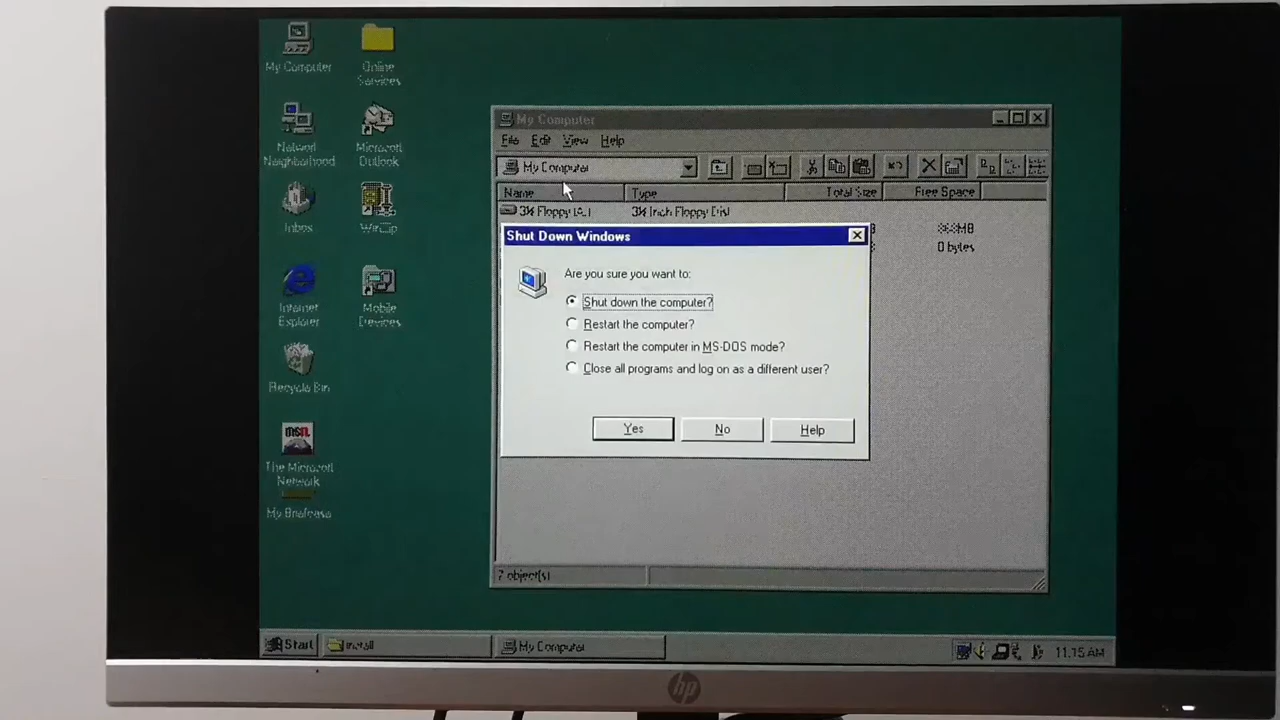 My Computer
Online
Services
Network
Neighborhood
Microsoft
Outlook
Inbox
WinZip
Internet
Explorer
Mobile
Devices
Recycle Bin
msn.
The Microsoft
Network
My Briefcase
My Computer
File Edit View Help
My Computer
Name Type Total Size Free Space
3½ Floppy (A:) 3½ Inch Floppy Disk
0 bytes
Shut Down Windows
Are you sure you want to:
Shut down the computer?
Restart the computer?
Restart the computer in MS-DOS mode?
Close all programs and log on as a different user?
Yes No Help
7 object(s)
Start Install My Computer 11:15 AM
hp